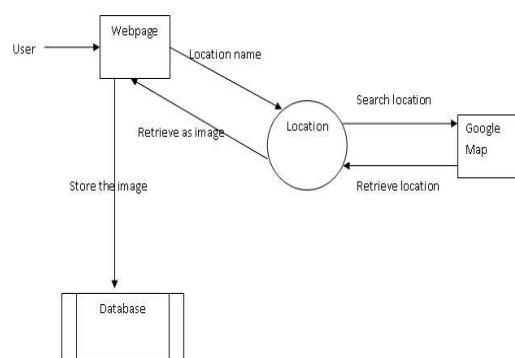 Webpage
User
Location name
Search location
Location
Google
Map
Retrieve as image
Retrieve location
Store the image
Database